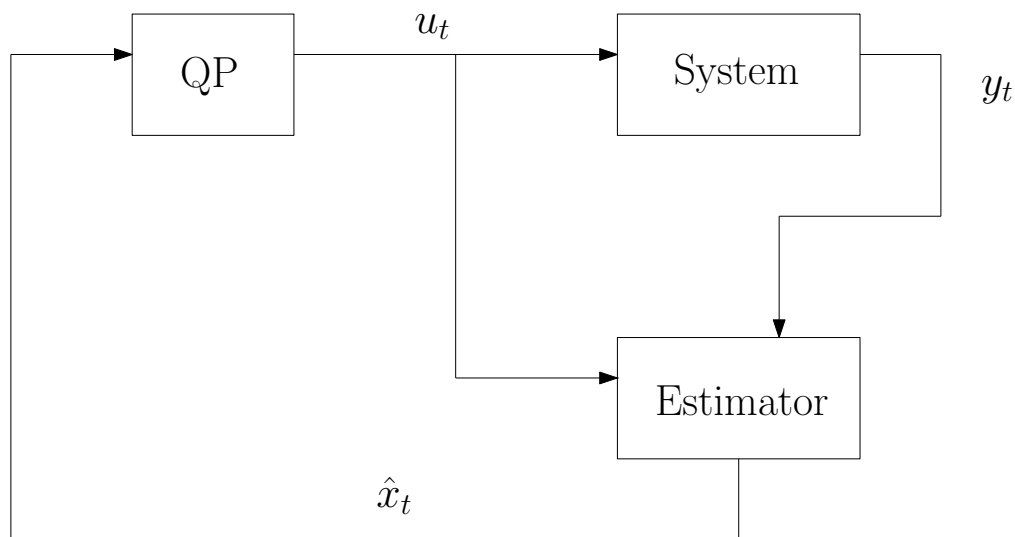 u_t
QP
System
y_t
Estimator
x̂_t